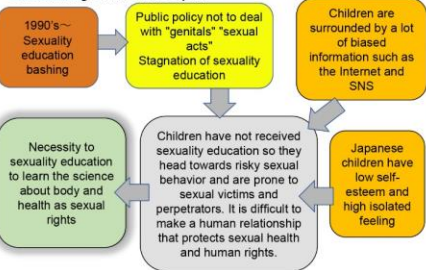 1990's～
Sexuality
education
bashing
Public policy not to deal
with "genitals" "sexual
acts"
Stagnation of sexuality
education
Children are
surrounded by a lot
of biased
information such as
the Internet and
SNS
Necessity to
sexuality education
to learn the science
about body and
health as sexual
rights
Children have not received
sexuality education so they
head towards risky sexual
behavior and are prone to
sexual victims and
perpetrators. It is difficult to
make a human relationship
that protects sexual health
and human rights.
Japanese
children have
low self-
esteem and
high isolated
feeling